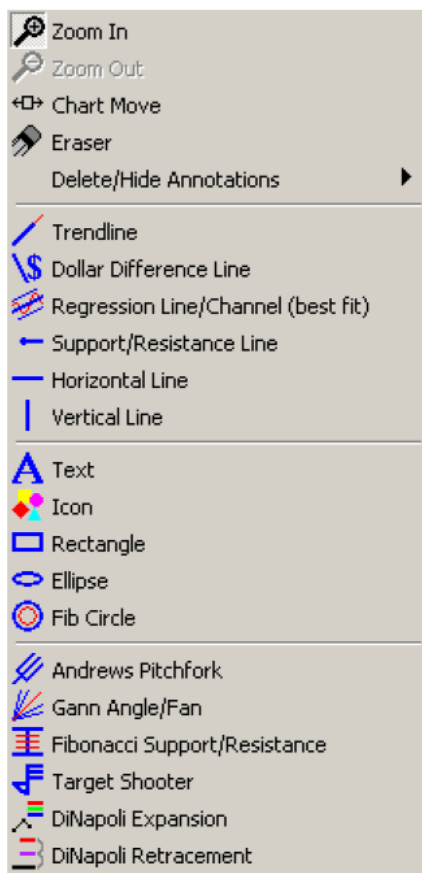 Zoom In
Zoom Out
Chart Move
Eraser
Delete/Hide Annotations
Trendline
$ Dollar Difference Line
Regression Line/Channel (best fit)
Support/Resistance Line
Horizontal Line
Vertical Line
A Text
Icon
Rectangle
Ellipse
Fib Circle
Andrews Pitchfork
Gann Angle/Fan
Fibonacci Support/Resistance
Target Shooter
DiNapoli Expansion
DiNapoli Retracement